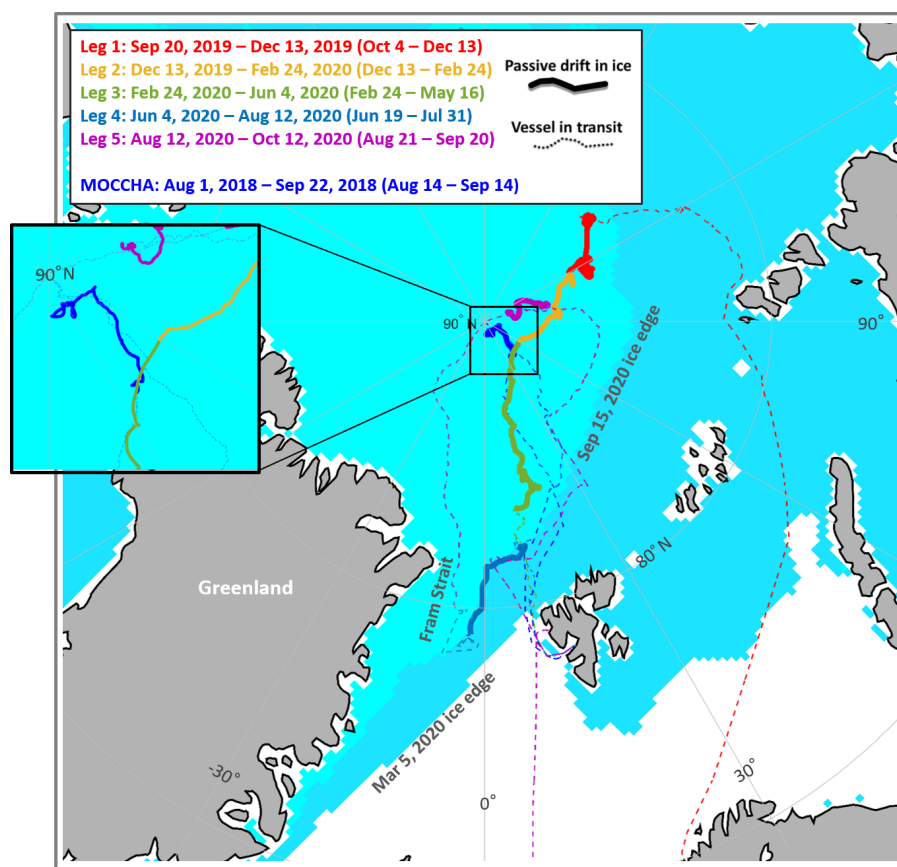 Leg 1: Sep 20, 2019 – Dec 13, 2019 (Oct 4 – Dec 13)
Leg 2: Dec 13, 2019 – Feb 24, 2020 (Dec 13 – Feb 24)
Leg 3: Feb 24, 2020 – Jun 4, 2020 (Feb 24 – May 16)
Leg 4: Jun 4, 2020 – Aug 12, 2020 (Jun 19 – Jul 31)
Leg 5: Aug 12, 2020 – Oct 12, 2020 (Aug 21 – Sep 20)
MOCCHA: Aug 1, 2018 – Sep 22, 2018 (Aug 14 – Sep 14)
Passive drift in ice
Vessel in transit
90°N
90°N
90°
Sep 15, 2020 ice edge
80°N
Greenland
Fram Strait
Mar 5, 2020 ice edge
-30°
0°
30°